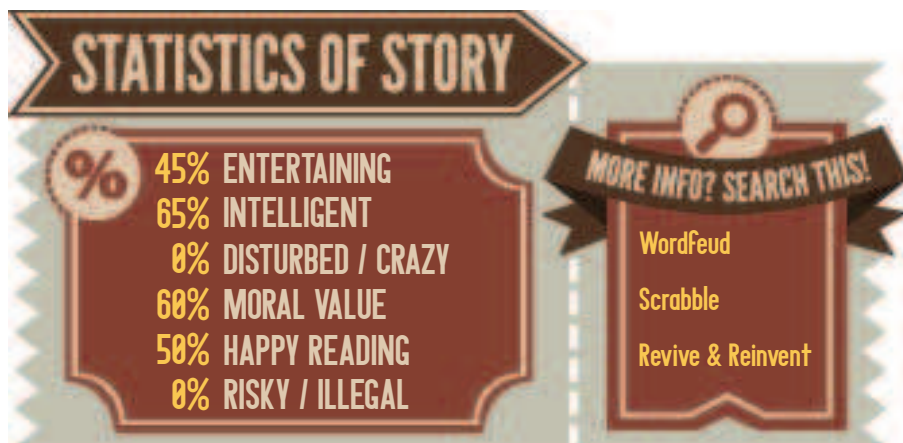 STATISTICS OF STORY
%
45% ENTERTAINING
65% INTELLIGENT
0% DISTURBED / CRAZY
60% MORAL VALUE
50% HAPPY READING
0% RISKY / ILLEGAL
MORE INFO? SEARCH THIS!
Wordfeud
Scrabble
Revive & Reinvent